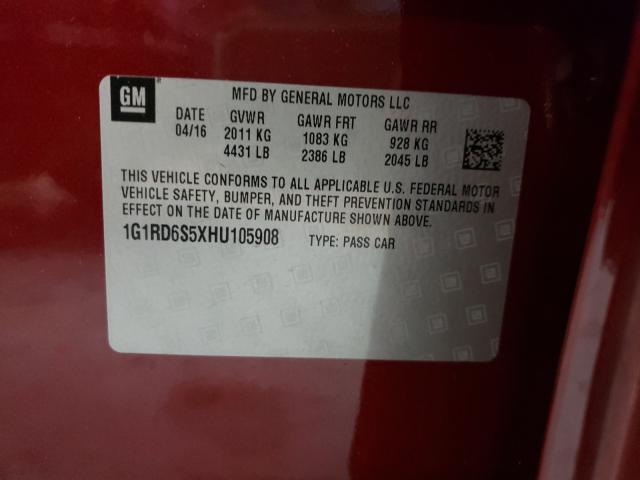 GM
MFD BY GENERAL MOTORS LLC
DATE GVWR GAWR FRT GAWR RR
04/16 2011 KG 1083 KG 928 KG
4431 LB 2386 LB 2045 LB
THIS VEHICLE CONFORMS TO ALL APPLICABLE U.S. FEDERAL MOTOR
VEHICLE SAFETY, BUMPER, AND THEFT PREVENTION STANDARDS IN
EFFECT ON THE DATE OF MANUFACTURE SHOWN ABOVE.
1G1RD6S5XHU105908 TYPE: PASS CAR